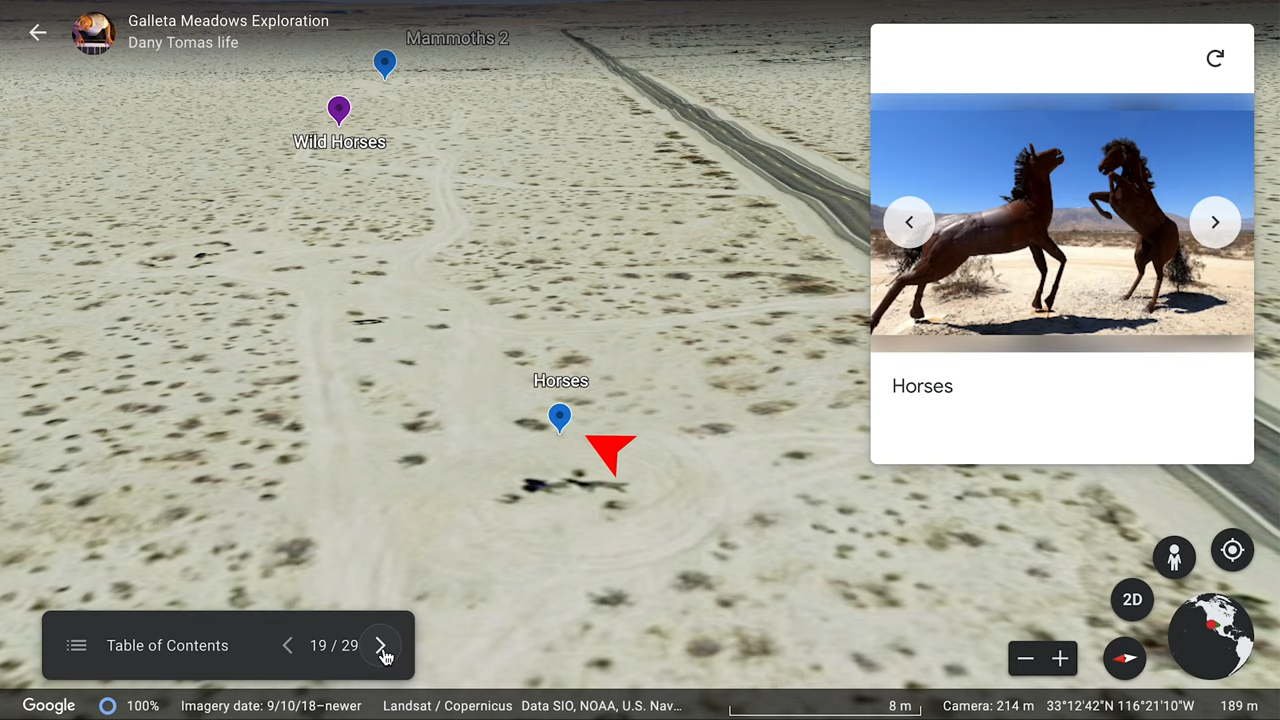 Galleta Meadows Exploration
Dany Tomas life
Mammoths 2
Wild Horses
Horses
Horses
Table of Contents
19 / 29
2D
Google
100%
Imagery date: 9/10/18–newer
Landsat / Copernicus
Data SIO, NOAA, U.S. Nav…
8 m
Camera: 214 m
33°12'42"N 116°21'10"W
189 m